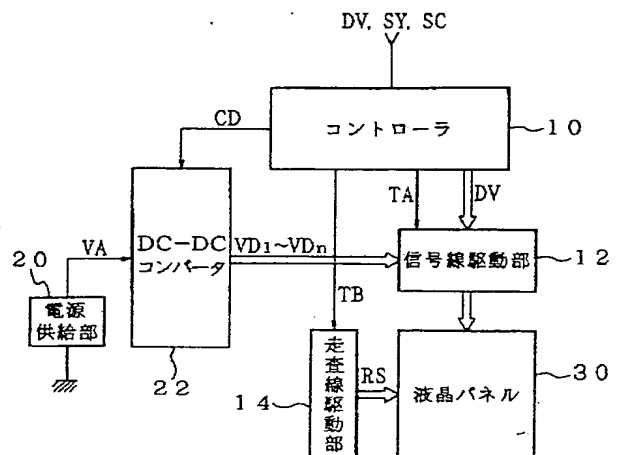 DV, SY, SC
コントローラ
10
CD
TA
DV
DC-DC
コンバータ
VD1~VDn
信号線駆動部
12
20
VA
電源
供給部
22
TB
走査線駆動部
14
RS
液晶パネル
30